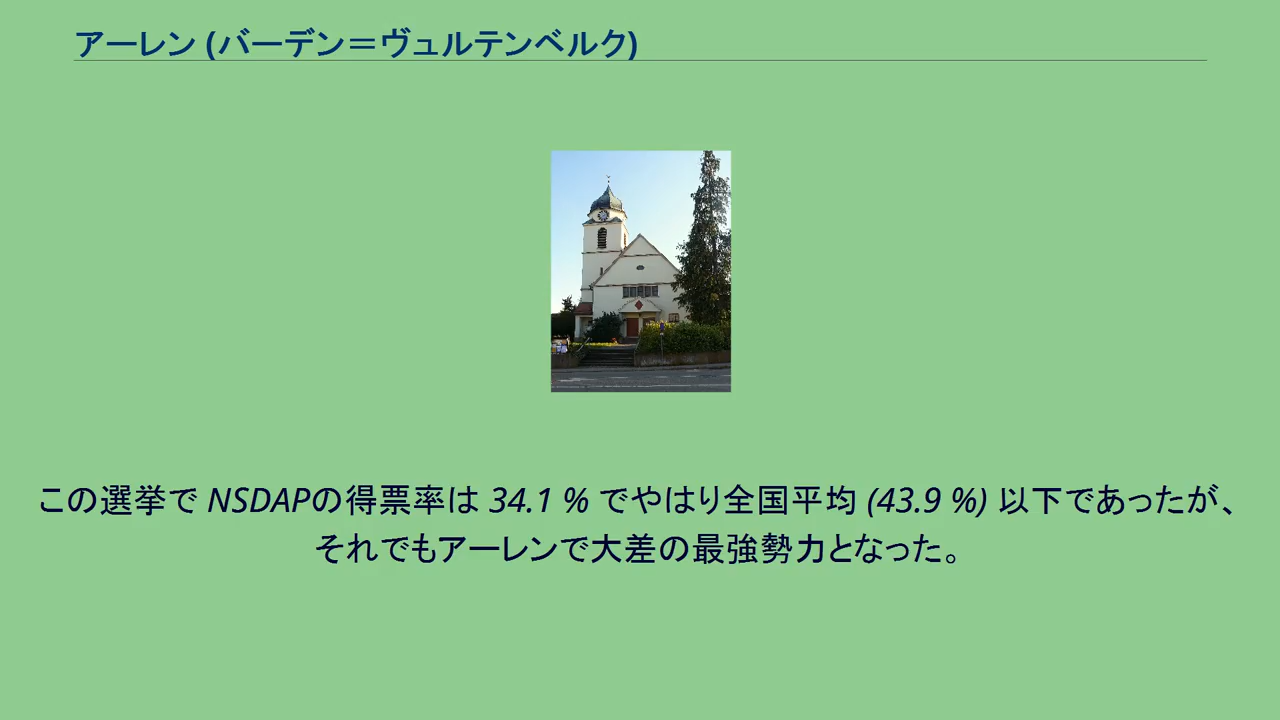 アーレン (バーデン＝ヴュルテンベルク)
この選挙で NSDAPの得票率は 34.1 % でやはり全国平均 (43.9 %) 以下であったが、
それでもアーレンで大差の最強勢力となった。